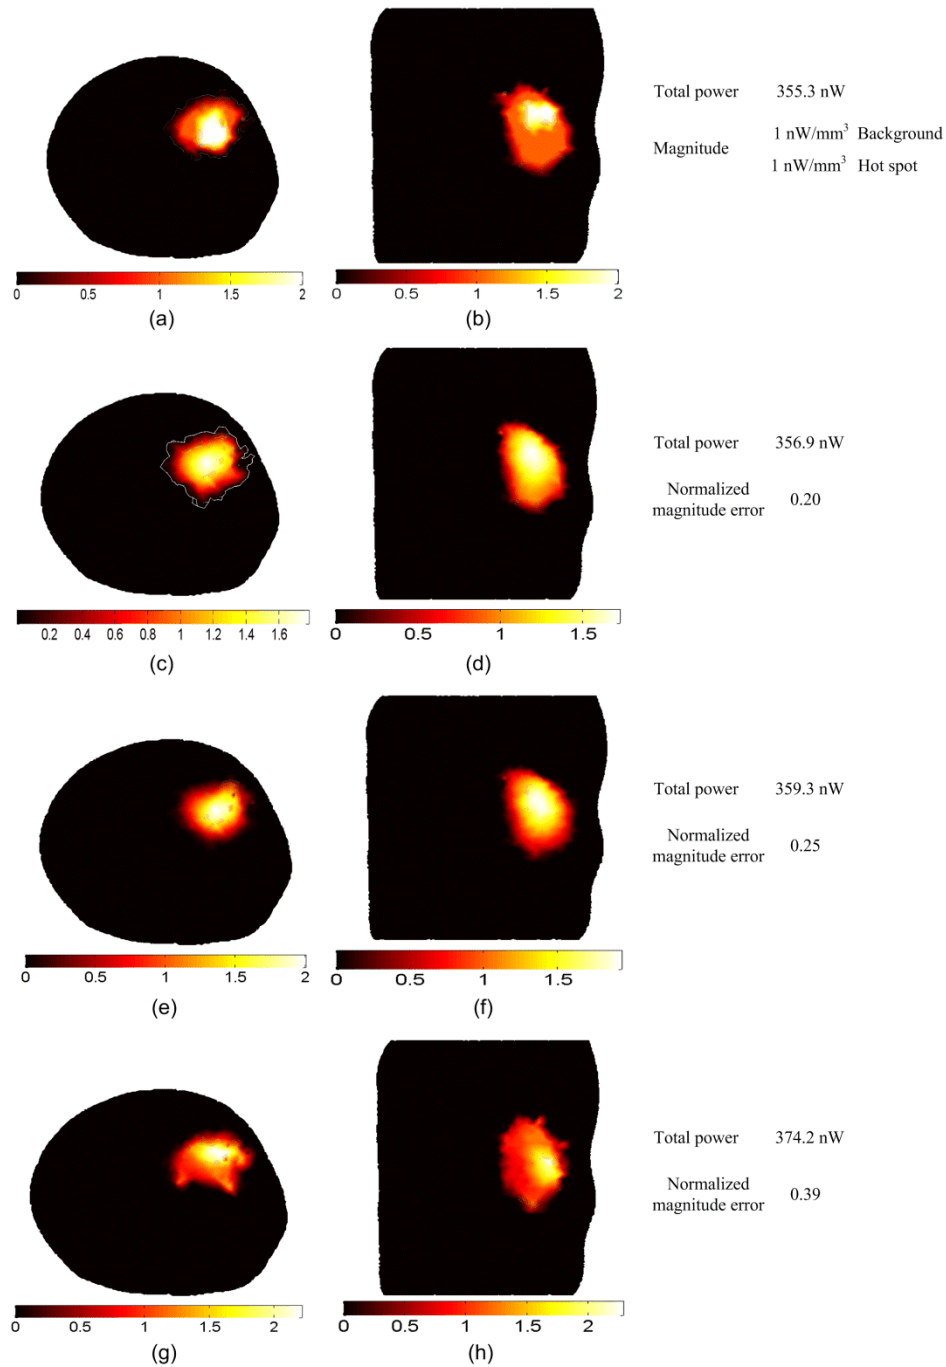 Total power 355.3 nW
1 nW/mm³ Background
Magnitude
1 nW/mm³ Hot spot
0 0.5 1 1.5 2
0 0.5 1 1.5 2
(a) (b)
Total power 356.9 nW
Normalized
magnitude error 0.20
0.2 0.4 0.6 0.8 1 1.2 1.4 1.6
0 0.5 1 1.5
(c) (d)
Total power 359.3 nW
Normalized
magnitude error 0.25
0 0.5 1 1.5 2
0 0.5 1 1.5
(e) (f)
Total power 374.2 nW
Normalized
magnitude error 0.39
0 0.5 1 1.5 2
0 0.5 1 1.5 2
(g) (h)